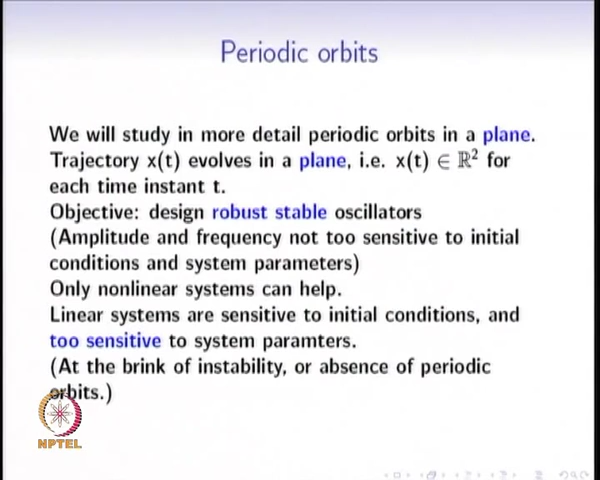 Periodic orbits
We will study in more detail periodic orbits in a plane.
Trajectory x(t) evolves in a plane, i.e. x(t) ∈ ℝ² for
each time instant t.
Objective: design robust stable oscillators
(Amplitude and frequency not too sensitive to initial
conditions and system parameters)
Only nonlinear systems can help.
Linear systems are sensitive to initial conditions, and
too sensitive to system paramters.
(At the brink of instability, or absence of periodic
orbits.)
NPTEL